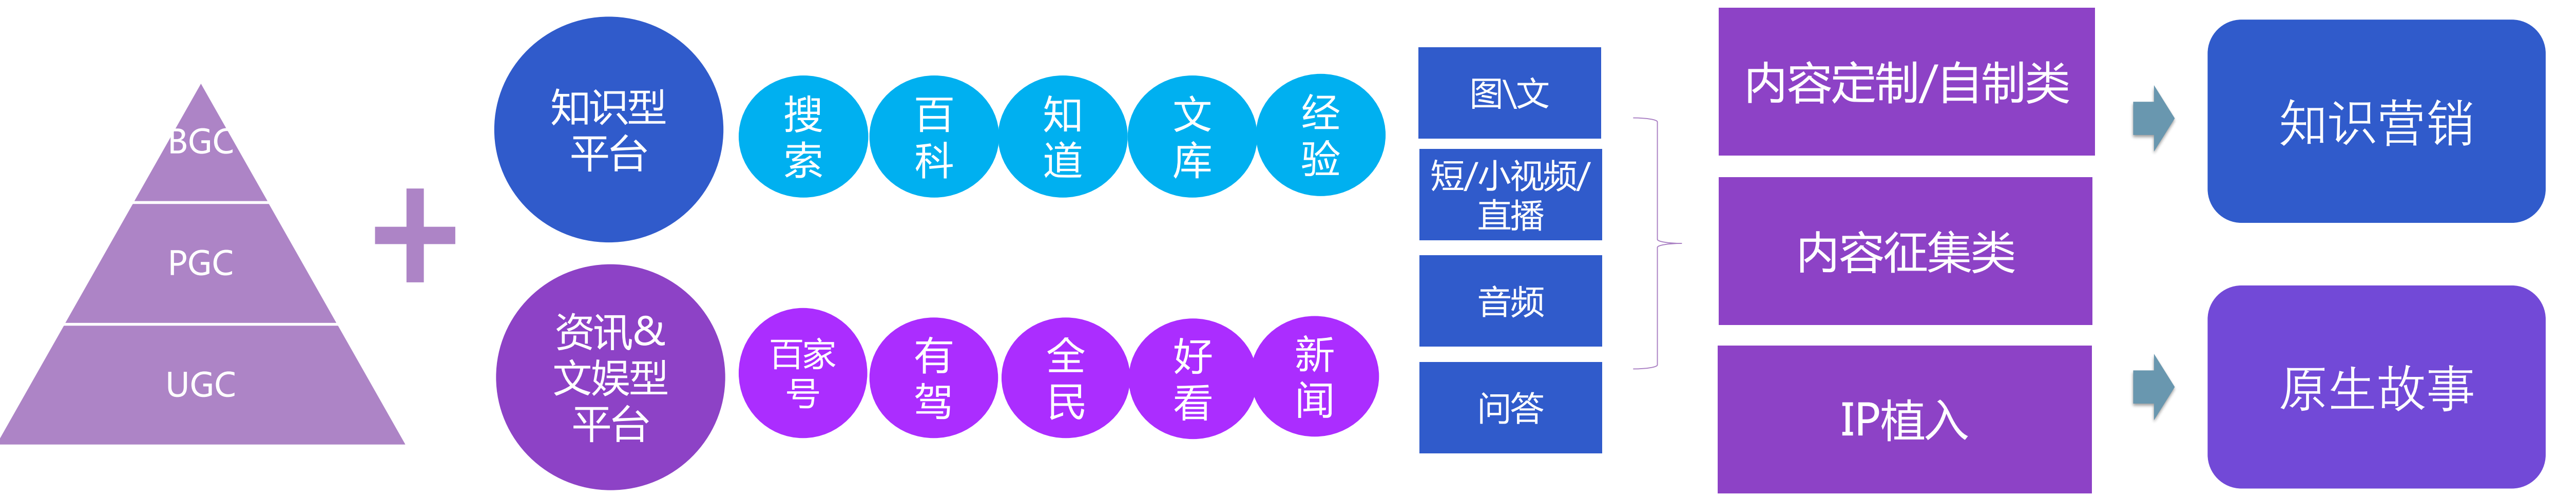 BGC
PGC
UGC
知识型
平台
搜
索
百
科
知
道
文
库
经
验
资讯&
文娱型
平台
百家
号
有
驾
全
民
好
看
新
闻
图\文
短/小视频/
直播
音频
问答
内容定制/自制类
内容征集类
IP植入
知识营销
原生故事